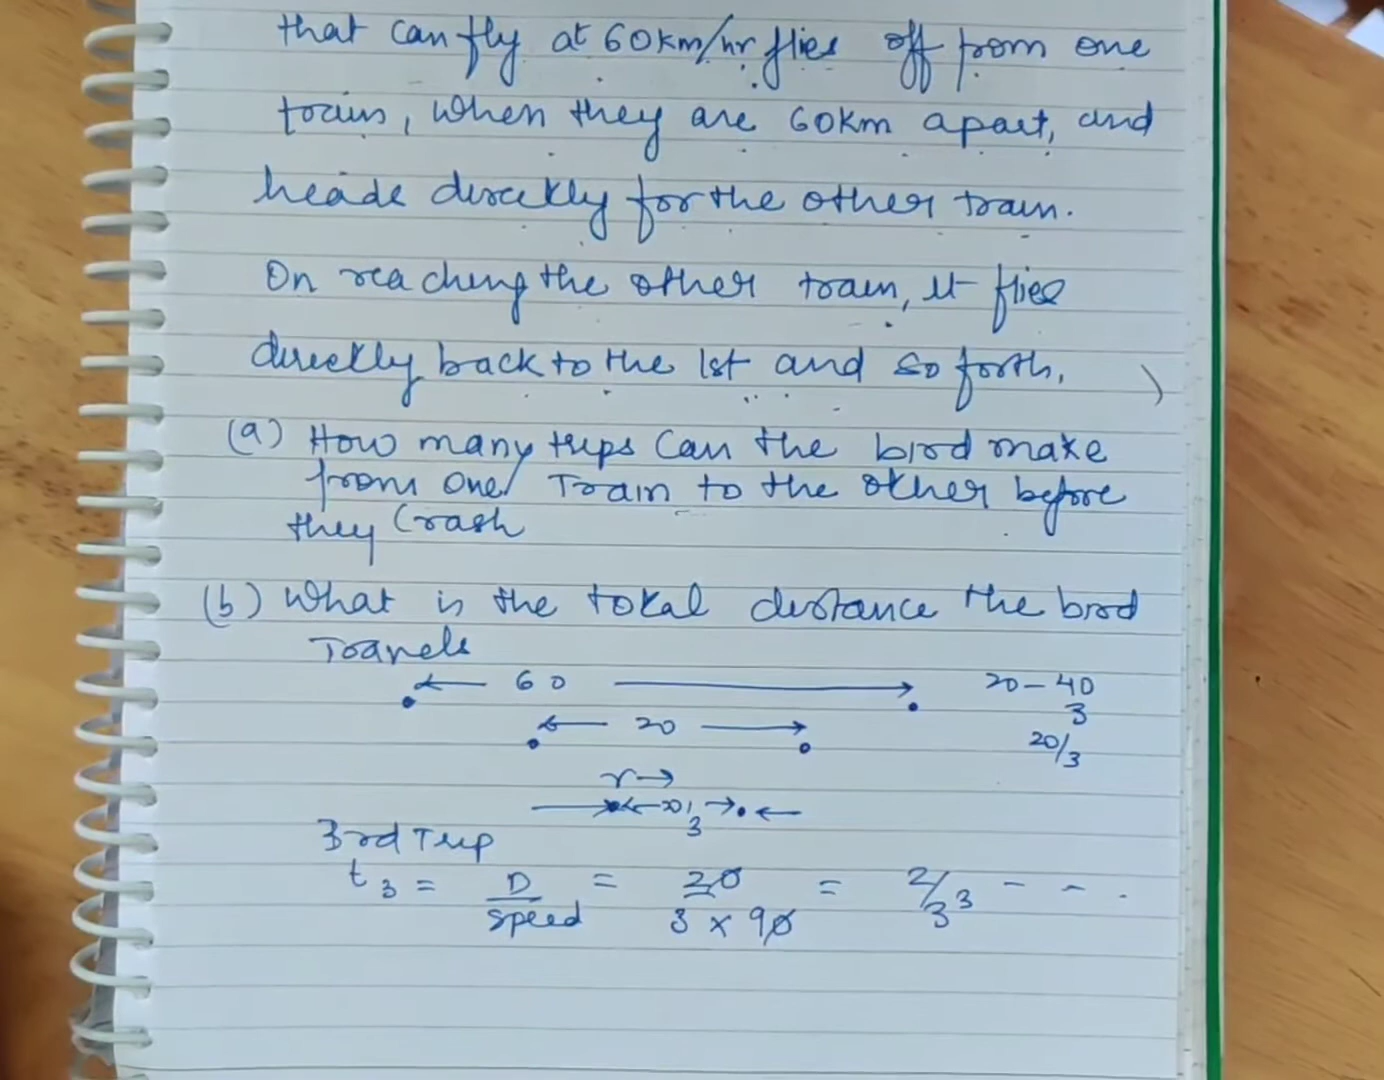 that can fly at 60km/hr flies off from one
train, when they are 60km apart, and
heads directly for the other train.
On reaching the other train, it flies
directly back to the 1st and so forth.
(a) How many trips can the bird make
from one Train to the other before
they Crash
(b) What is the total distance the bird
Travels
60
20-40
3
20
20/3
r→
20/3
3rd Trip
t3 = D/speed = 20/3×90 = 2/3³ - - -